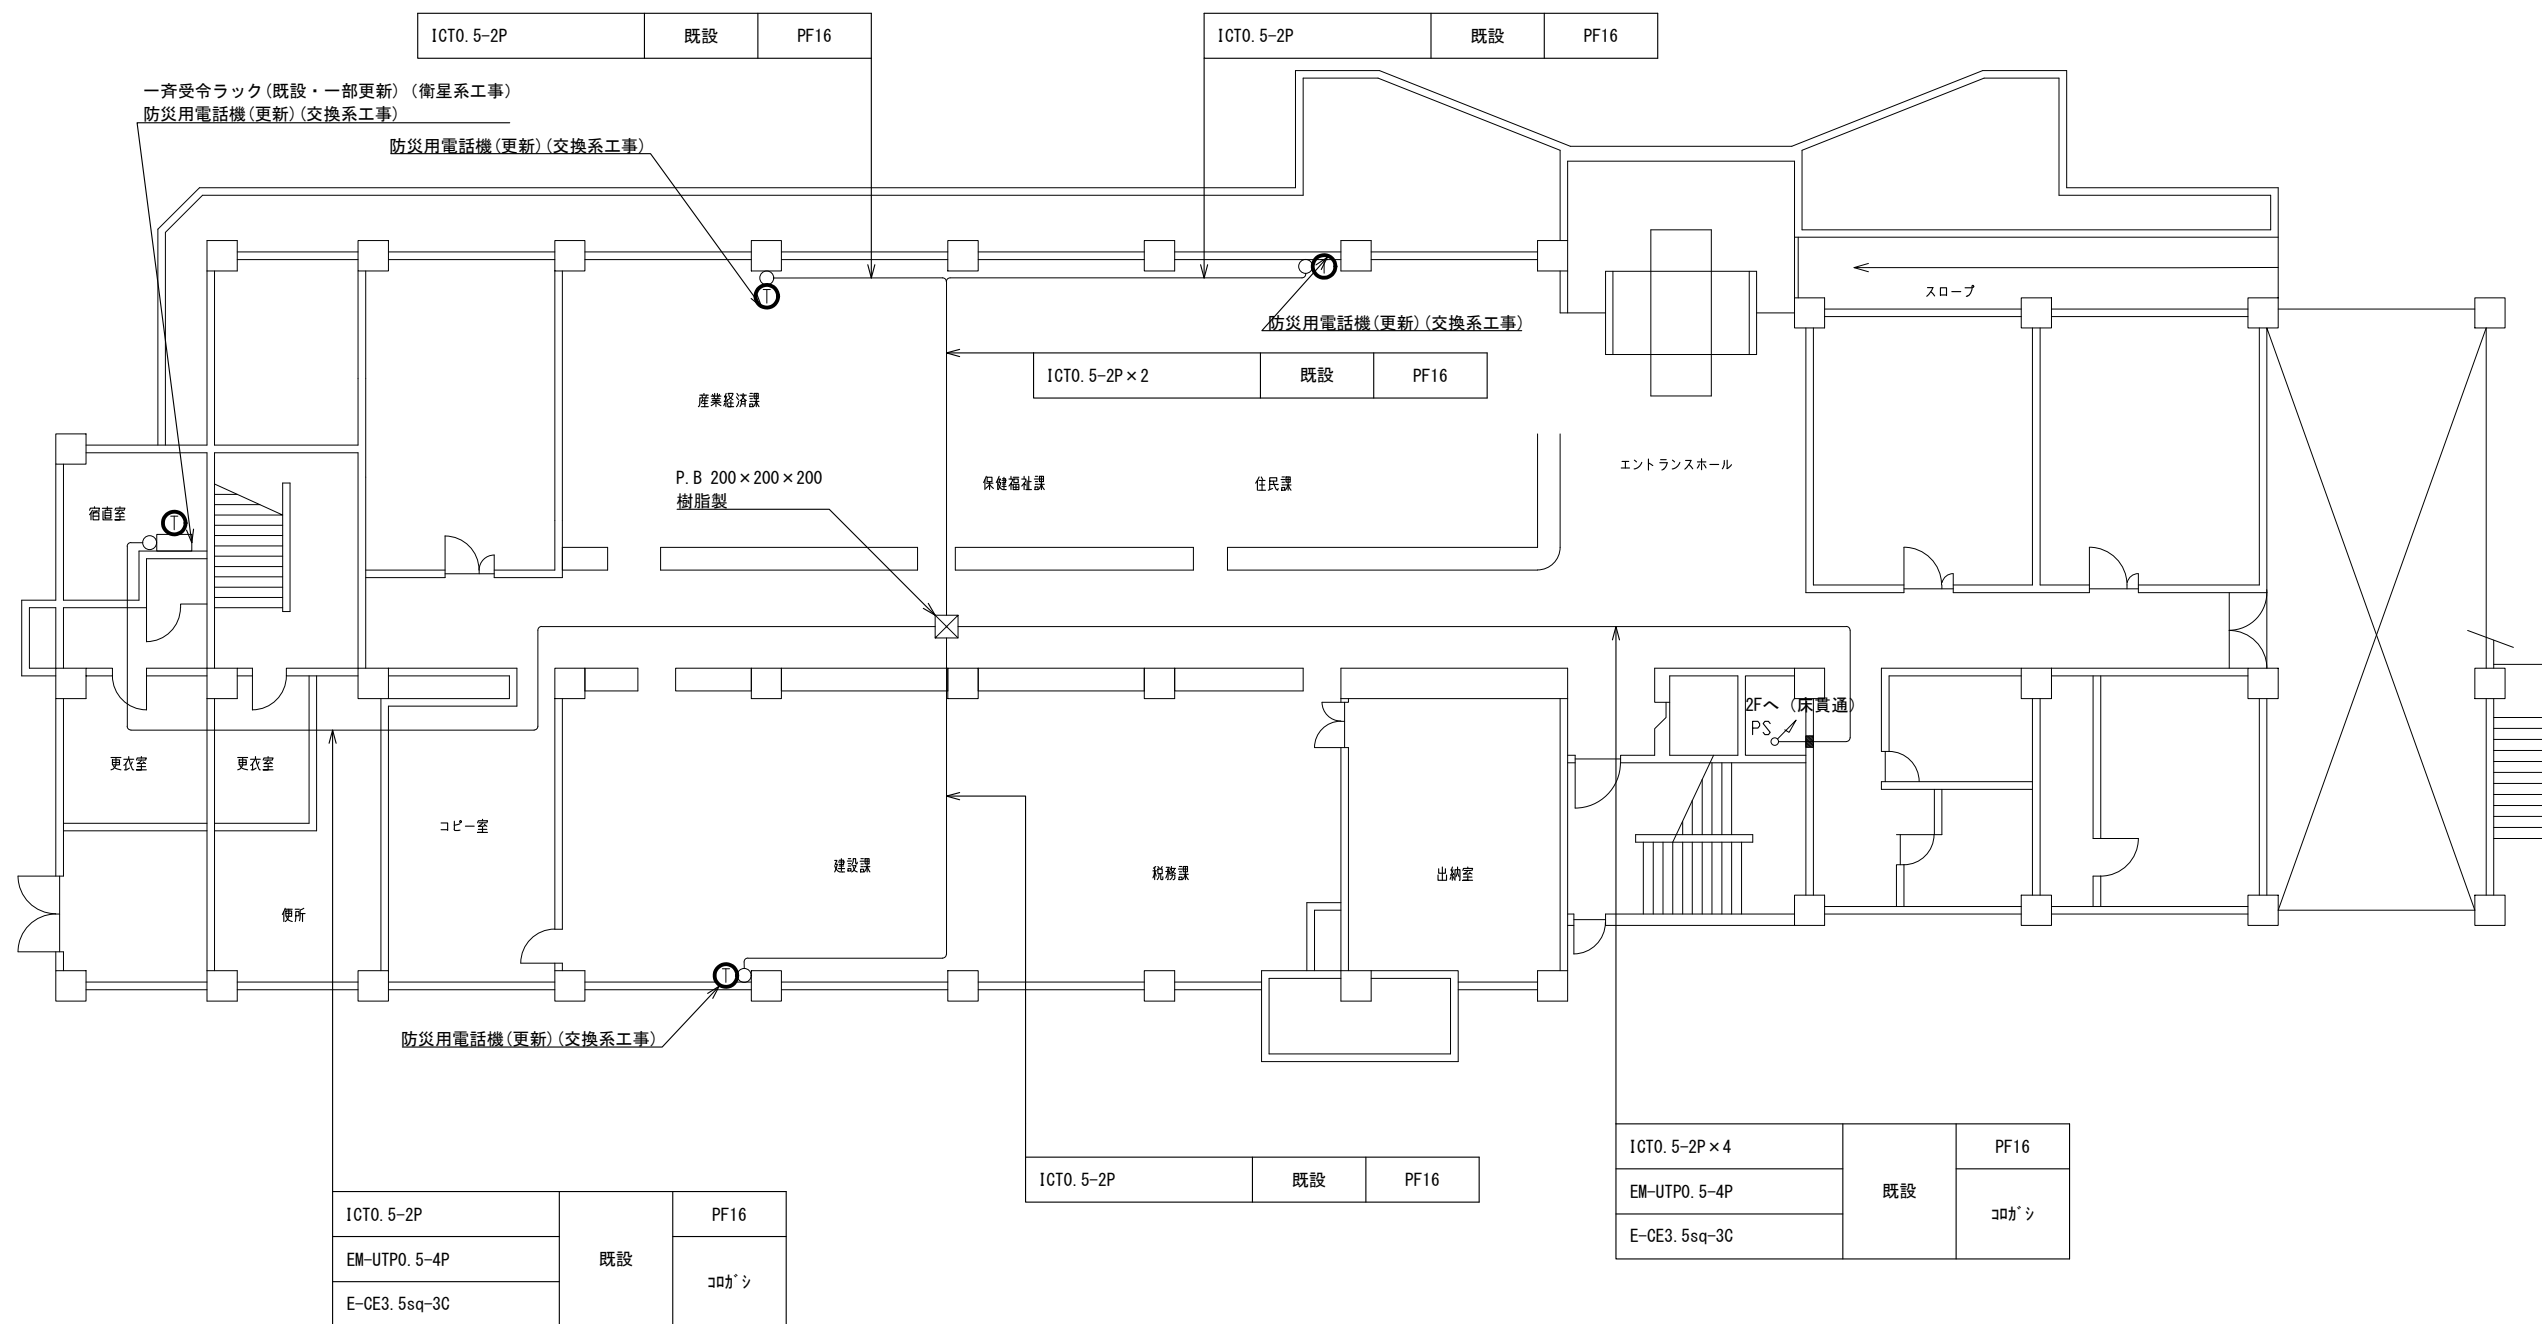 ICT0.5-2P 既設 PF16
ICT0.5-2P 既設 PF16
一斉受令ラック(既設・一部更新)(衛星系工事)
防災用電話機(更新)(交換系工事)
防災用電話機(更新)(交換系工事)
T
T
スロープ
防災用電話機(更新)(交換系工事)
ICT0.5-2P×2 既設 PF16
産業経済課
エントランスホール
P.B 200×200×200
樹脂製
保健福祉課
住民課
宿直室
T
2Fへ (床貫通)
PS
更衣室
更衣室
コピー室
建設課
税務課
出納室
便所
T
防災用電話機(更新)(交換系工事)
ICT0.5-2P×4 既設 PF16
EM-UTP0.5-4P コロガシ
E-CE3.5sq-3C
ICT0.5-2P 既設 PF16
ICT0.5-2P 既設 PF16
EM-UTP0.5-4P コロガシ
E-CE3.5sq-3C